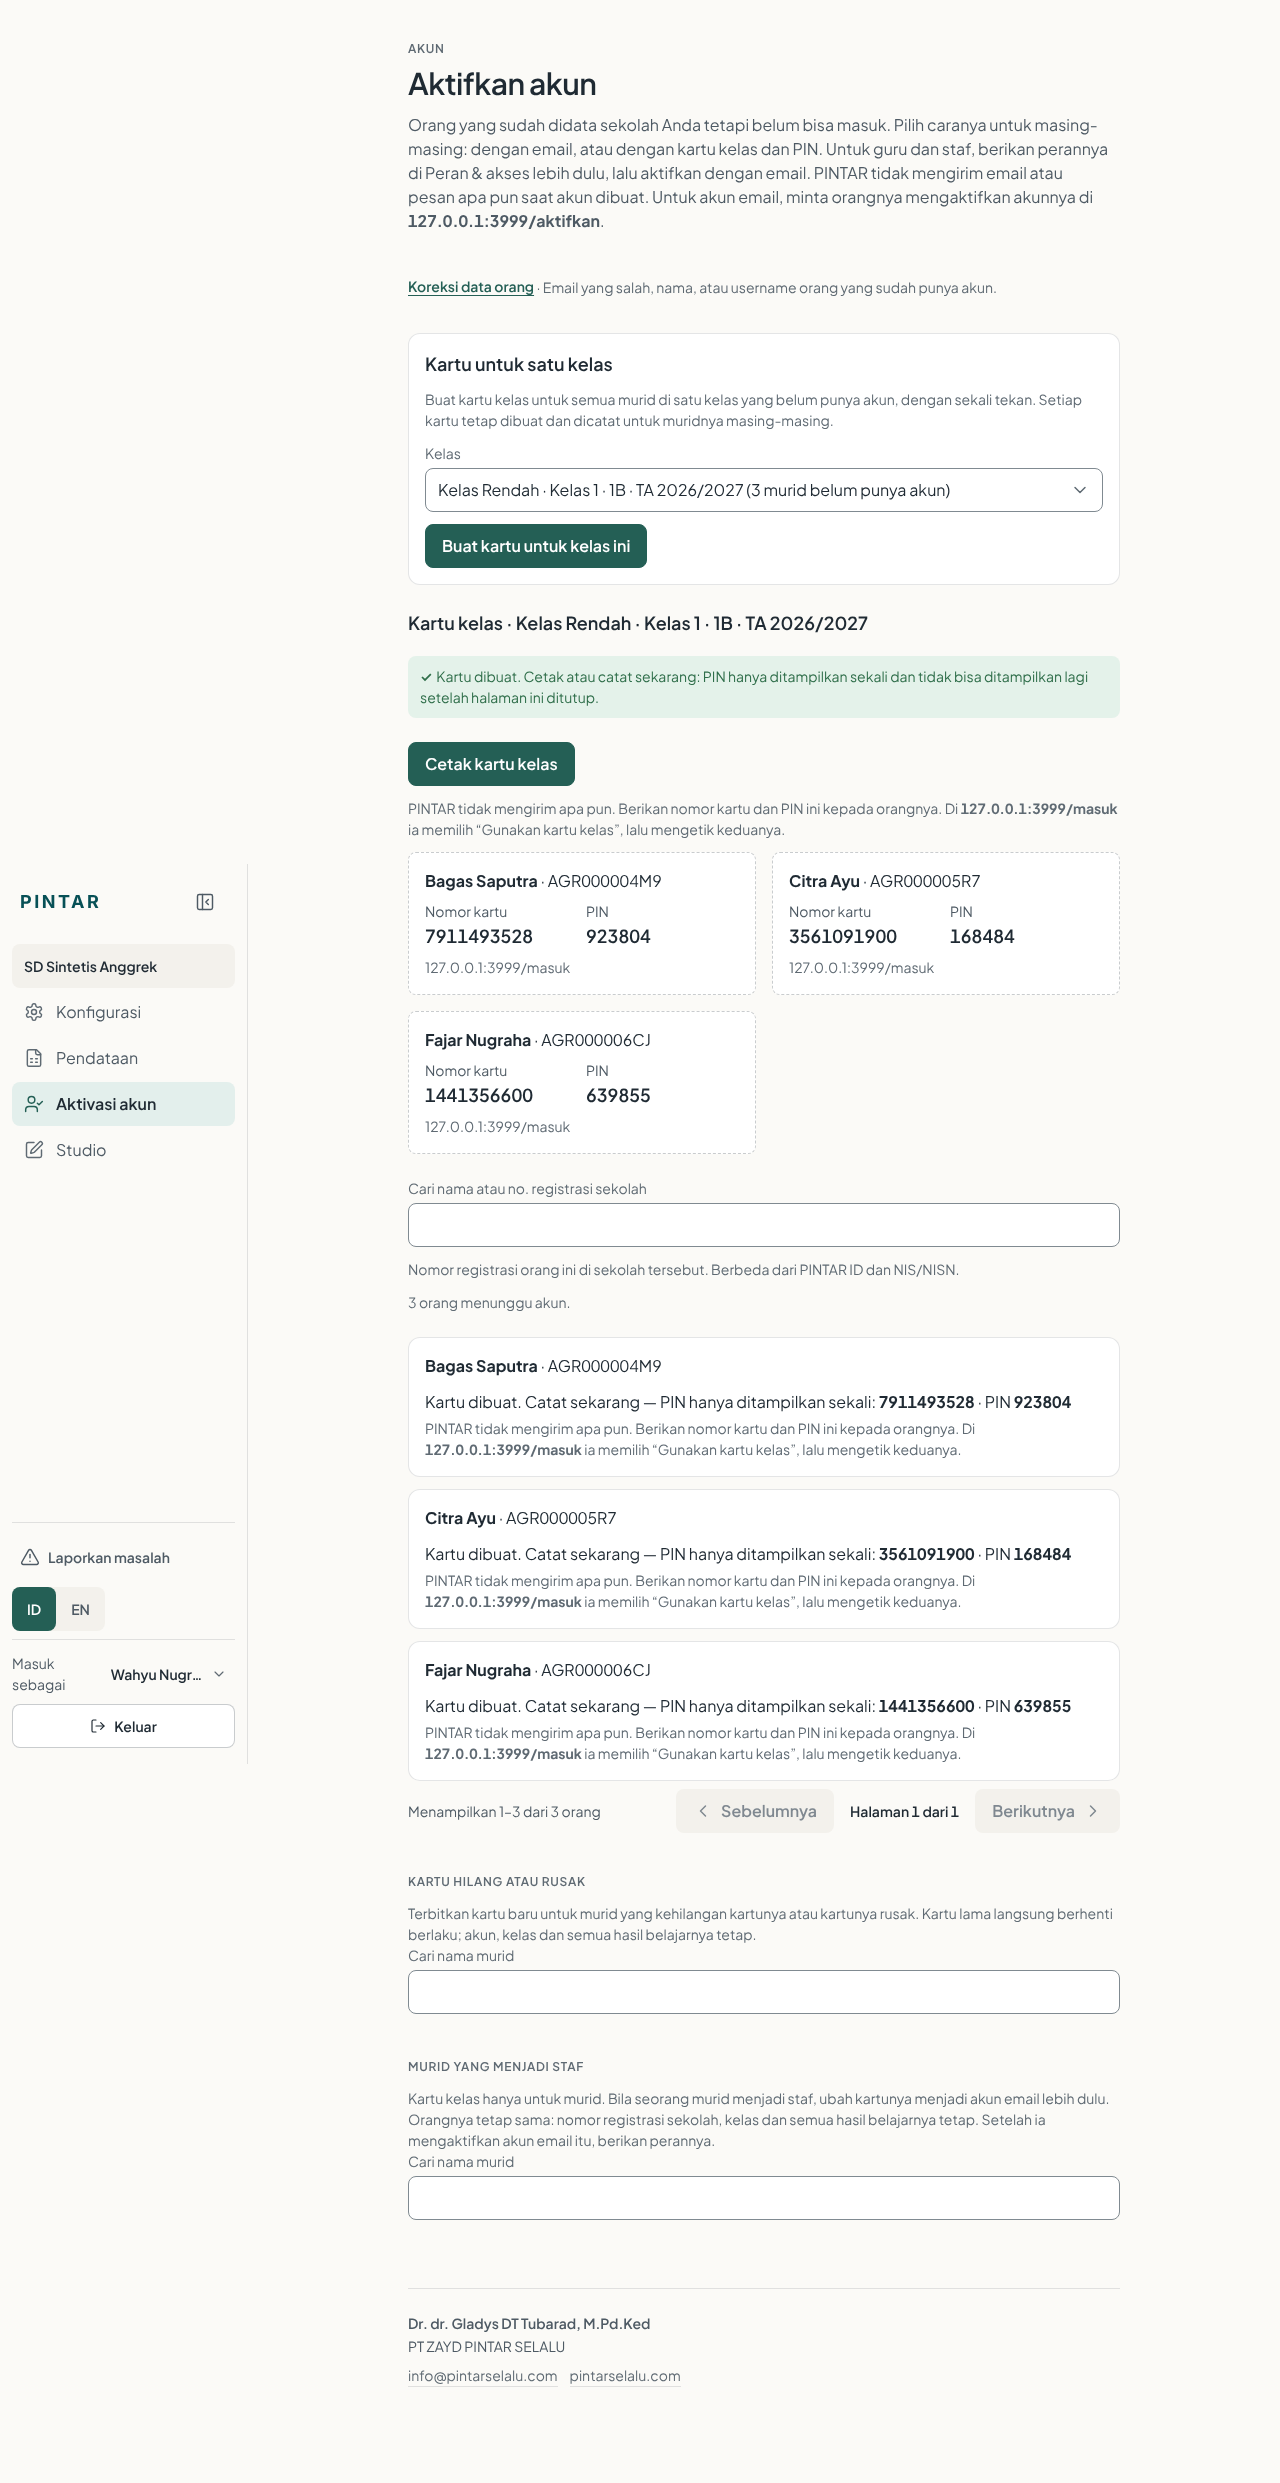 AKUN
Aktifkan akun
Orang yang sudah didata sekolah Anda tetapi belum bisa masuk. Pilih caranya untuk masing-
masing: dengan email, atau dengan kartu kelas dan PIN. Untuk guru dan staf, berikan perannya
di Peran & akses lebih dulu, lalu aktifkan dengan email. PINTAR tidak mengirim email atau
pesan apa pun saat akun dibuat. Untuk akun email, minta orangnya mengaktifkan akunnya di
127.0.0.1:3999/aktifkan.
Koreksi data orang · Email yang salah, nama, atau username orang yang sudah punya akun.
Kartu untuk satu kelas
Buat kartu kelas untuk semua murid di satu kelas yang belum punya akun, dengan sekali tekan. Setiap
kartu tetap dibuat dan dicatat untuk muridnya masing-masing.
Kelas
Kelas Rendah · Kelas 1 · 1B · TA 2026/2027 (3 murid belum punya akun)
Buat kartu untuk kelas ini
Kartu kelas · Kelas Rendah · Kelas 1 · 1B · TA 2026/2027
✓ Kartu dibuat. Cetak atau catat sekarang: PIN hanya ditampilkan sekali dan tidak bisa ditampilkan lagi
setelah halaman ini ditutup.
Cetak kartu kelas
PINTAR tidak mengirim apa pun. Berikan nomor kartu dan PIN ini kepada orangnya. Di 127.0.0.1:3999/masuk
ia memilih “Gunakan kartu kelas”, lalu mengetik keduanya.
Bagas Saputra · AGR000004M9
Nomor kartu PIN
7911493528 923804
127.0.0.1:3999/masuk
Citra Ayu · AGR000005R7
Nomor kartu PIN
3561091900 168484
127.0.0.1:3999/masuk
Fajar Nugraha · AGR000006CJ
Nomor kartu PIN
1441356600 639855
127.0.0.1:3999/masuk
PINTAR
SD Sintetis Anggrek
Konfigurasi
Pendataan
Aktivasi akun
Studio
Laporkan masalah
ID EN
Masuk
sebagai
Wahyu Nugr...
Keluar
Cari nama atau no. registrasi sekolah
Nomor registrasi orang ini di sekolah tersebut. Berbeda dari PINTAR ID dan NIS/NISN.
3 orang menunggu akun.
Bagas Saputra · AGR000004M9
Kartu dibuat. Catat sekarang — PIN hanya ditampilkan sekali: 7911493528 · PIN 923804
PINTAR tidak mengirim apa pun. Berikan nomor kartu dan PIN ini kepada orangnya. Di
127.0.0.1:3999/masuk ia memilih “Gunakan kartu kelas”, lalu mengetik keduanya.
Citra Ayu · AGR000005R7
Kartu dibuat. Catat sekarang — PIN hanya ditampilkan sekali: 3561091900 · PIN 168484
PINTAR tidak mengirim apa pun. Berikan nomor kartu dan PIN ini kepada orangnya. Di
127.0.0.1:3999/masuk ia memilih “Gunakan kartu kelas”, lalu mengetik keduanya.
Fajar Nugraha · AGR000006CJ
Kartu dibuat. Catat sekarang — PIN hanya ditampilkan sekali: 1441356600 · PIN 639855
PINTAR tidak mengirim apa pun. Berikan nomor kartu dan PIN ini kepada orangnya. Di
127.0.0.1:3999/masuk ia memilih “Gunakan kartu kelas”, lalu mengetik keduanya.
Menampilkan 1–3 dari 3 orang
Sebelumnya
Halaman 1 dari 1
Berikutnya
KARTU HILANG ATAU RUSAK
Terbitkan kartu baru untuk murid yang kehilangan kartunya atau kartunya rusak. Kartu lama langsung berhenti
berlaku; akun, kelas dan semua hasil belajarnya tetap.
Cari nama murid
MURID YANG MENJADI STAF
Kartu kelas hanya untuk murid. Bila seorang murid menjadi staf, ubah kartunya menjadi akun email lebih dulu.
Orangnya tetap sama: nomor registrasi sekolah, kelas dan semua hasil belajarnya tetap. Setelah ia
mengaktifkan akun email itu, berikan perannya.
Cari nama murid
Dr. dr. Gladys DT Tubarad, M.Pd.Ked
PT ZAYD PINTAR SELALU
info@pintarselalu.com pintarselalu.com